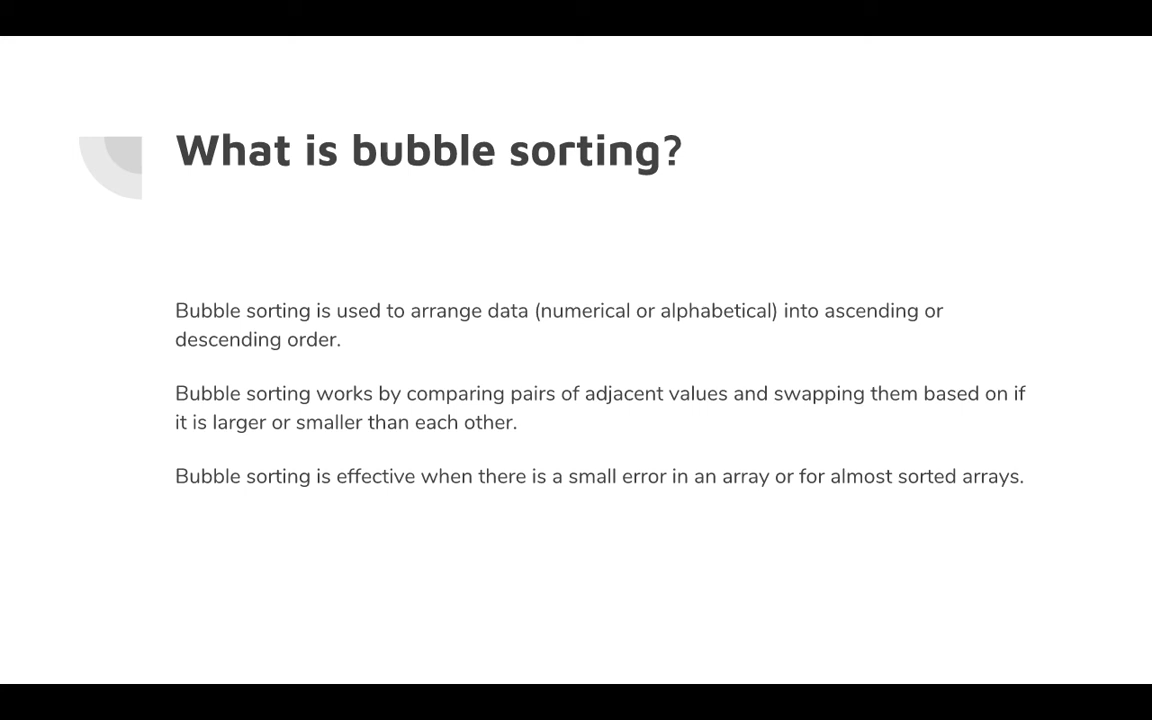 What is bubble sorting?
Bubble sorting is used to arrange data (numerical or alphabetical) into ascending or
descending order.
Bubble sorting works by comparing pairs of adjacent values and swapping them based on if
it is larger or smaller than each other.
Bubble sorting is effective when there is a small error in an array or for almost sorted arrays.